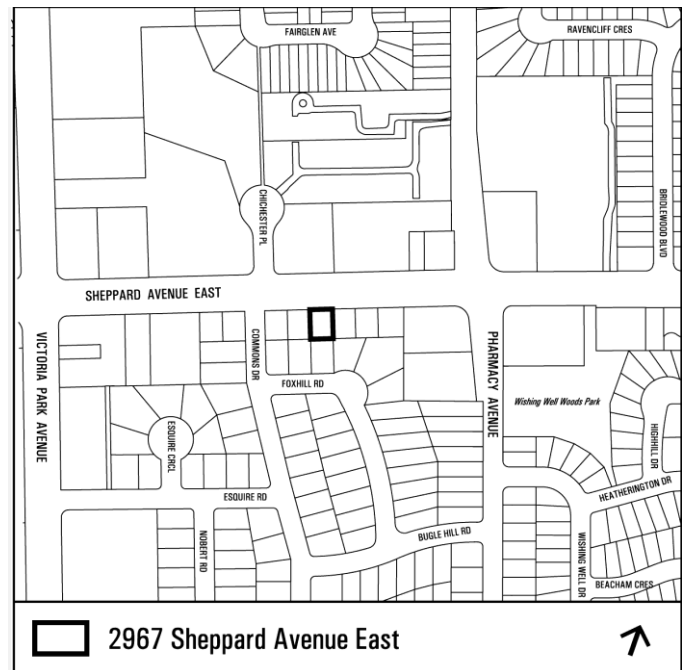 FAIRGLEN AVE
RAVENCLIFF CRES
CHICHESTER PL
BRIDLEWOOD BLVD
SHEPPARD AVENUE EAST
VICTORIA PARK AVENUE
COMMONS DR
PHARMACY AVENUE
FOXHILL RD
Wishing Well Woods Park
ESQUIRE CRCL
HIGHHILL DR
HEATHERINGTON DR
ESQUIRE RD
NOBERT RD
BUGLE HILL RD
WISHING WELL DR
BEACHAM CRES
2967 Sheppard Avenue East